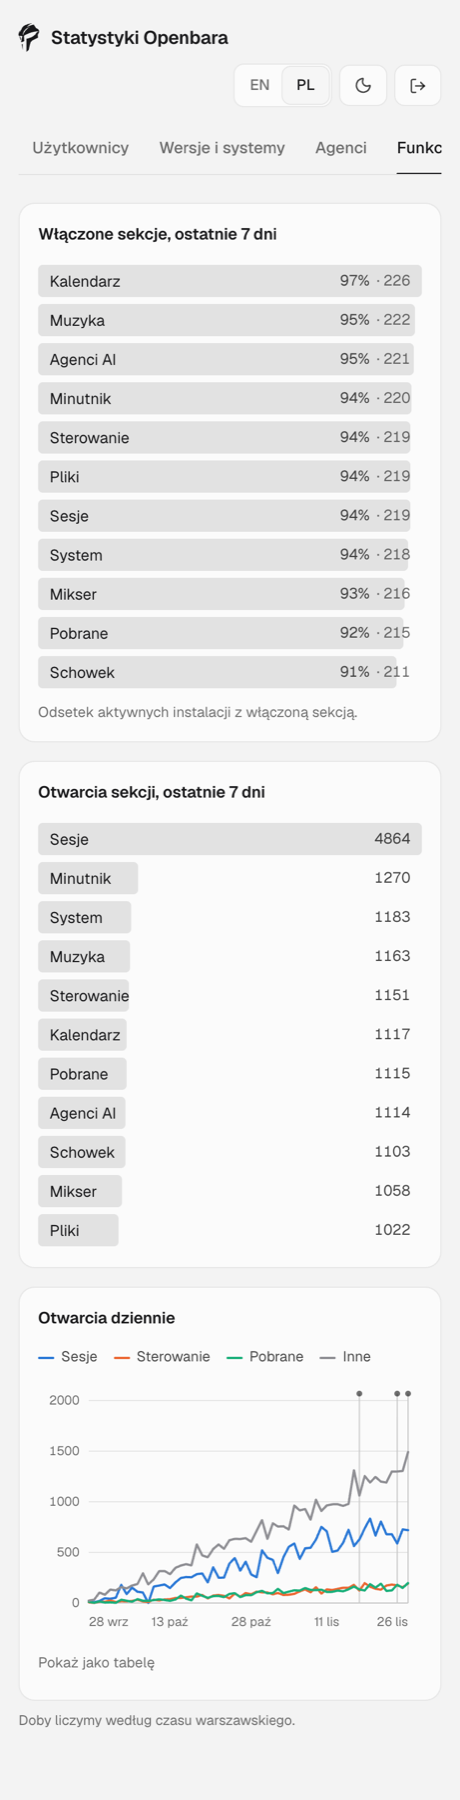 Statystyki Openbara
EN PL
Użytkownicy Wersje i systemy Agenci Funkc
Włączone sekcje, ostatnie 7 dni
Kalendarz 97% · 226
Muzyka 95% · 222
Agenci AI 95% · 221
Minutnik 94% · 220
Sterowanie 94% · 219
Pliki 94% · 219
Sesje 94% · 219
System 94% · 218
Mikser 93% · 216
Pobrane 92% · 215
Schowek 91% · 211
Odsetek aktywnych instalacji z włączoną sekcją.
Otwarcia sekcji, ostatnie 7 dni
Sesje 4864
Minutnik 1270
System 1183
Muzyka 1163
Sterowanie 1151
Kalendarz 1117
Pobrane 1115
Agenci AI 1114
Schowek 1103
Mikser 1058
Pliki 1022
Otwarcia dziennie
Sesje Sterowanie Pobrane Inne
2000
1500
1000
500
0
28 wrz 13 paź 28 paź 11 lis 26 lis
Pokaż jako tabelę
Doby liczymy według czasu warszawskiego.